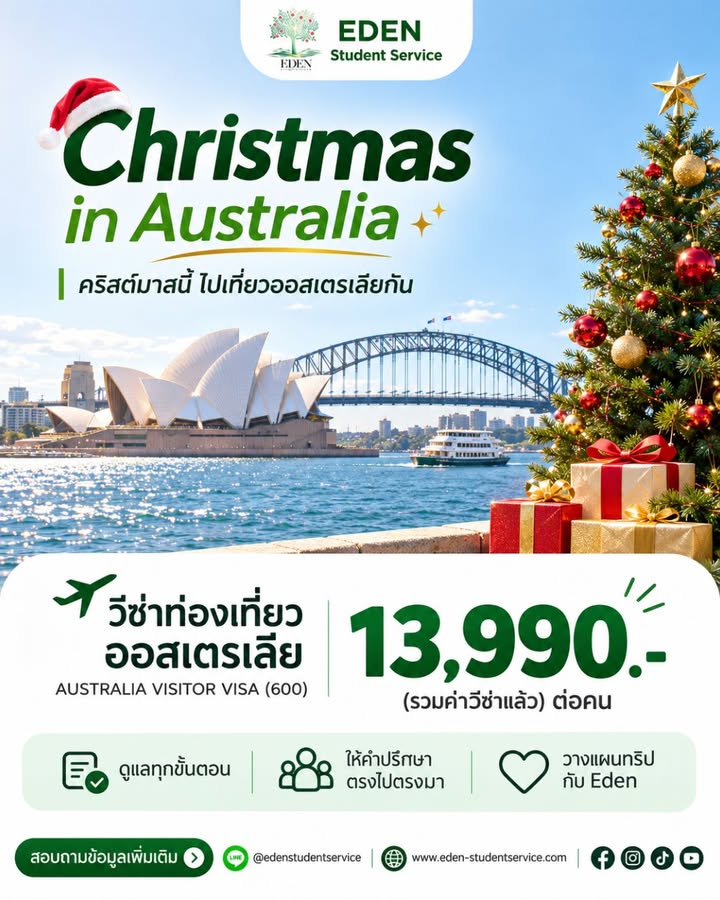 EDEN
EDEN
Student Service
Christmas
in Australia
คริสต์มาสนี้ ไปเที่ยวออสเตรเลียกัน
วีซ่าท่องเที่ยว
ออสเตรเลีย
AUSTRALIA VISITOR VISA (600)
13,990.-
(รวมค่าวีซ่าแล้ว) ต่อคน
ดูแลทุกขั้นตอน
ให้คำปรึกษา
ตรงไปตรงมา
วางแผนทริป
กับ Eden
สอบถามข้อมูลเพิ่มเติม
LINE
@edenstudentservice
www.eden-studentservice.com